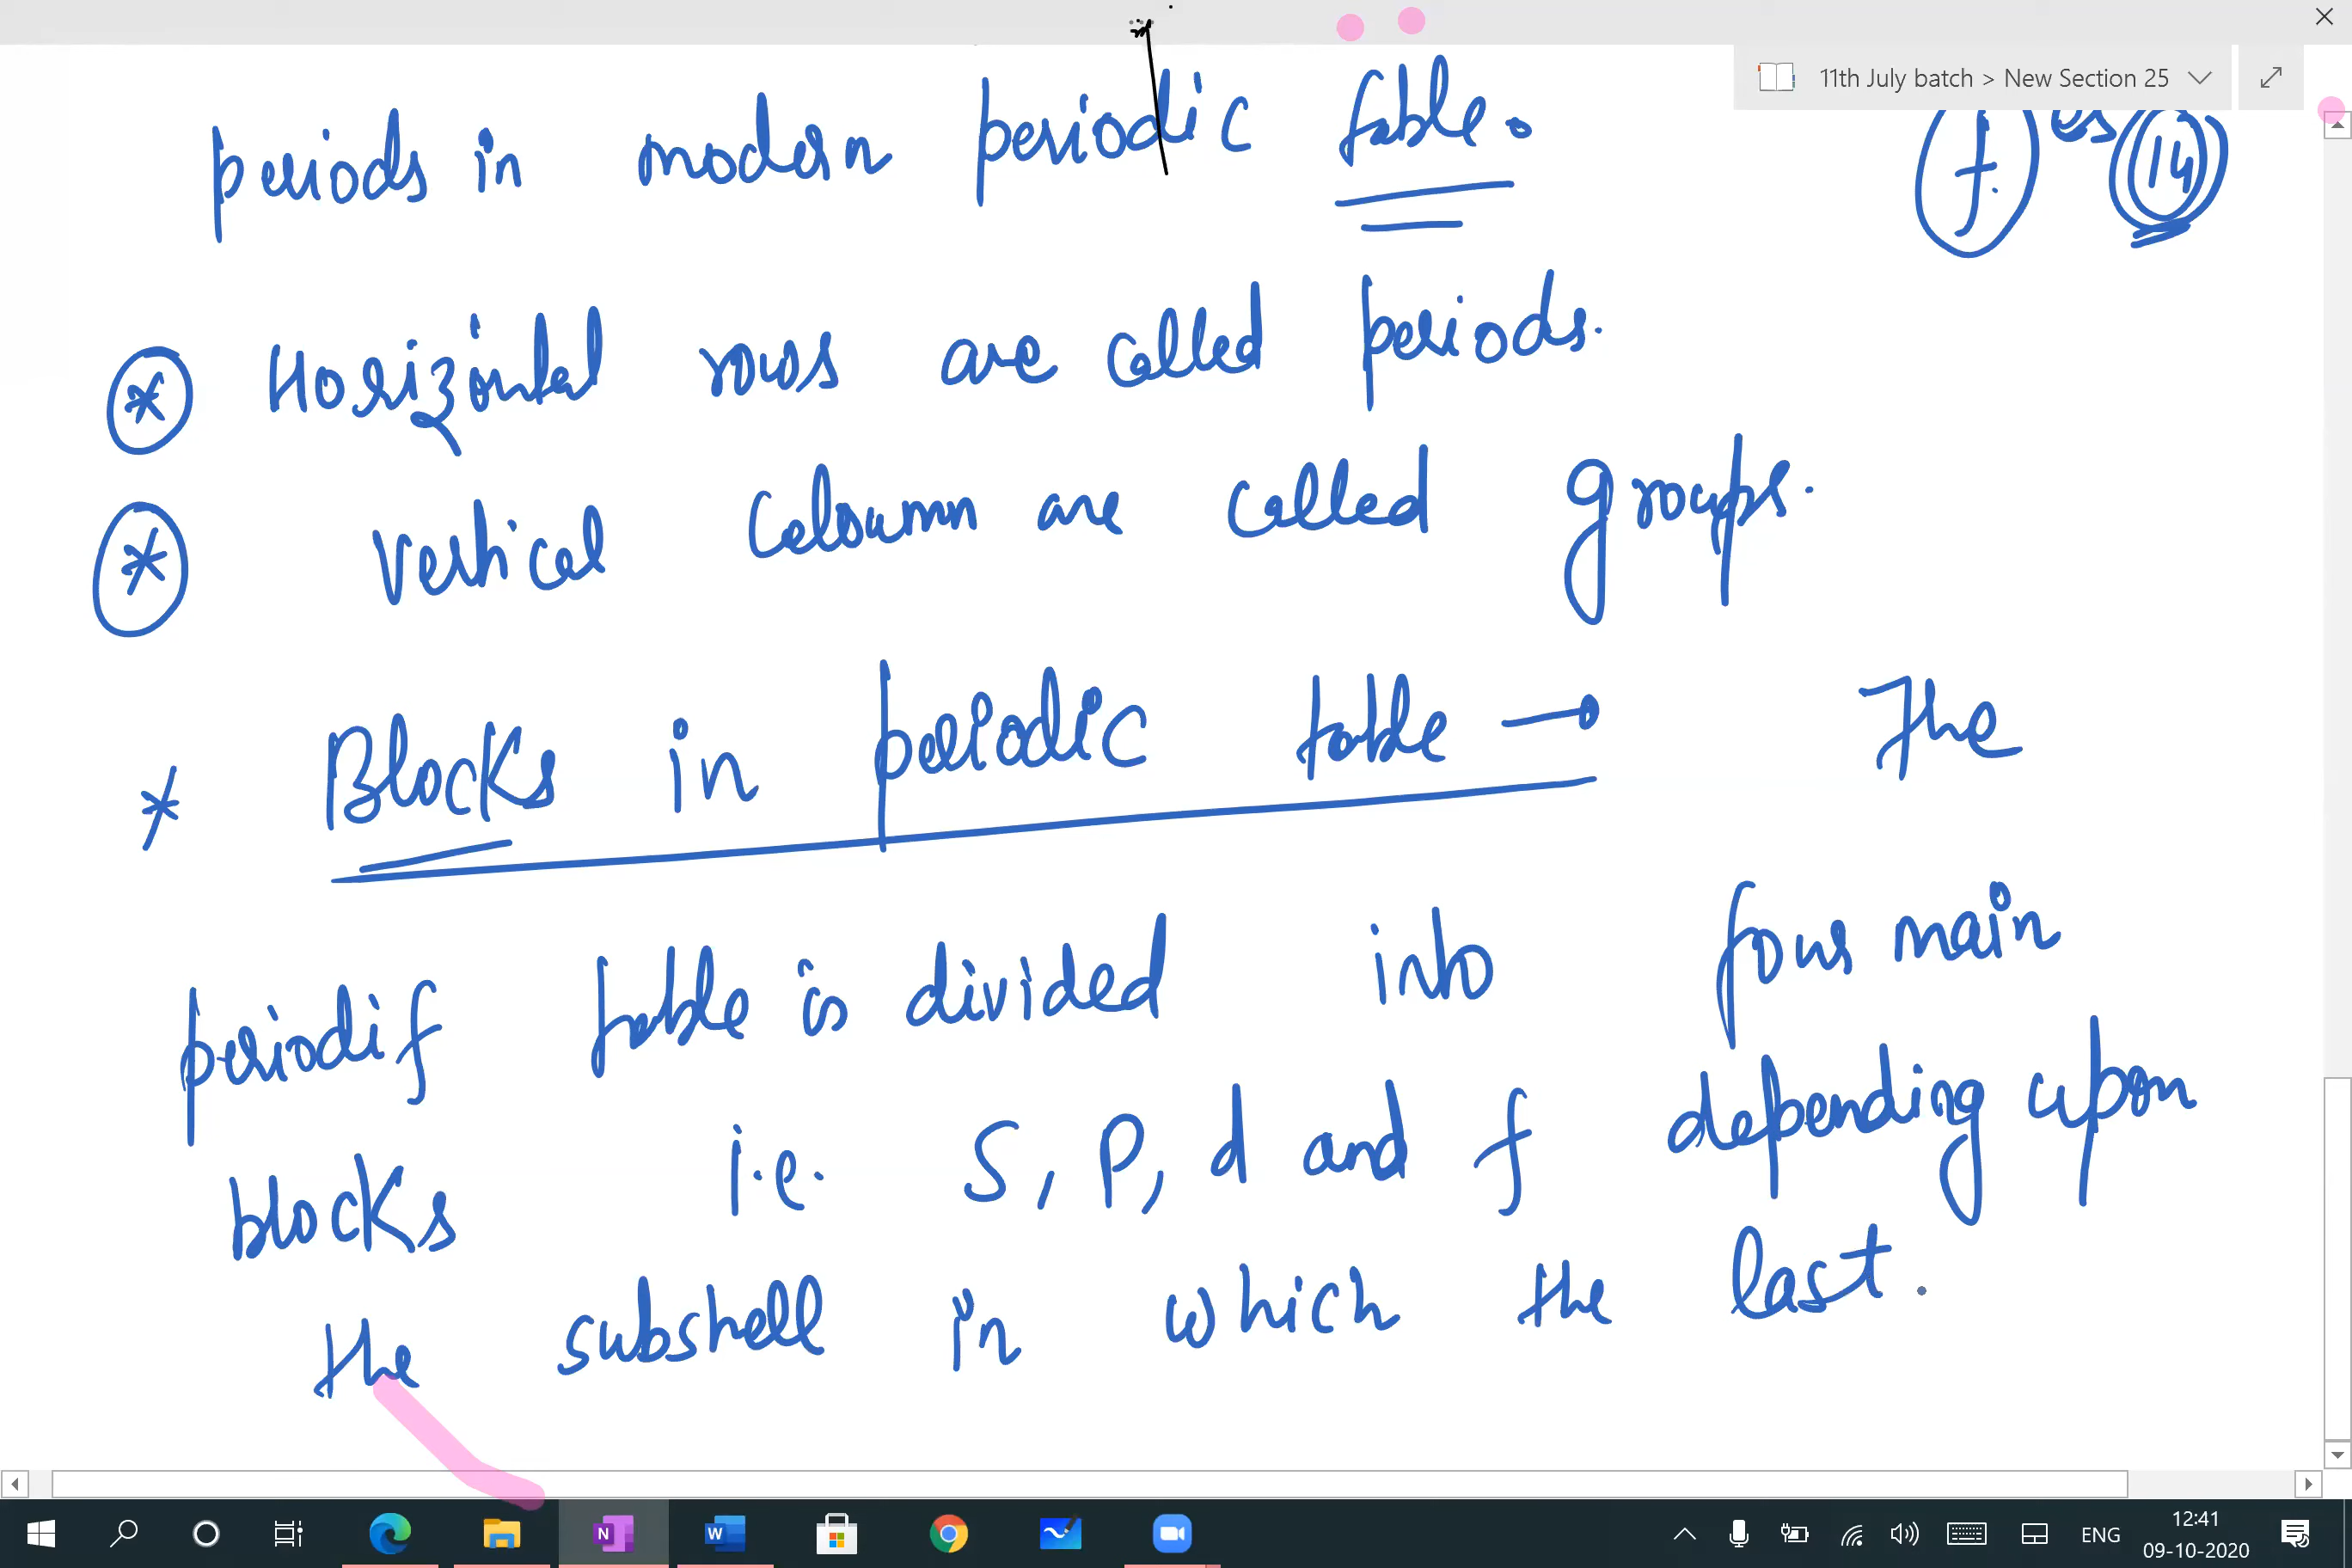 11th July batch > New Section 25
periods in modern periodic table.
f 14
* Horizintal rows are called periods.
* vertical column are called groups.
* Blocks in periodic table → The
periodic table is divided into four main
blocks i.e. S, P, d and f depending upon
the subshell in which the last.
ENG
12:41
09-10-2020